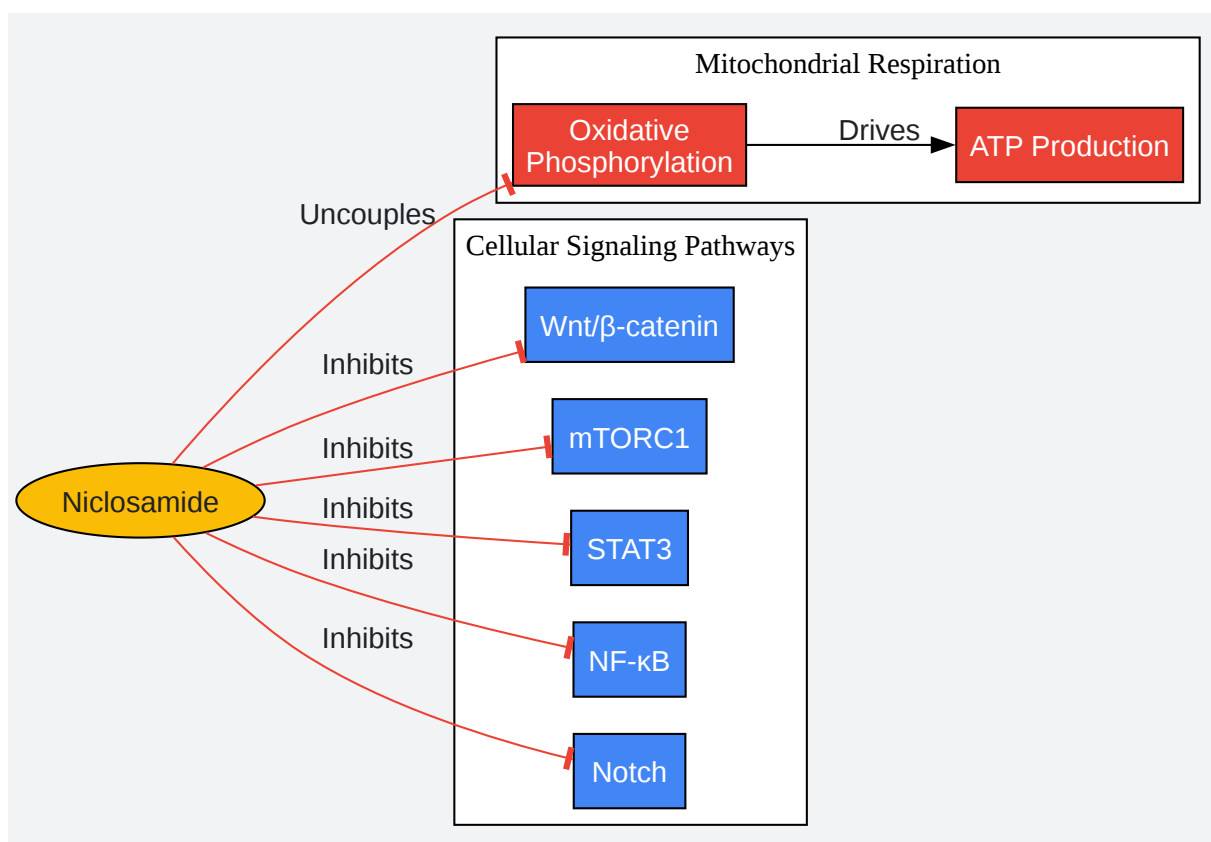 Mitochondrial Respiration
Oxidative
Phosphorylation
Drives
ATP Production
Uncouples
Cellular Signaling Pathways
Wnt/β-catenin
Inhibits
mTORC1
Inhibits
Niclosamide
Inhibits
STAT3
Inhibits
NF-κB
Inhibits
Notch